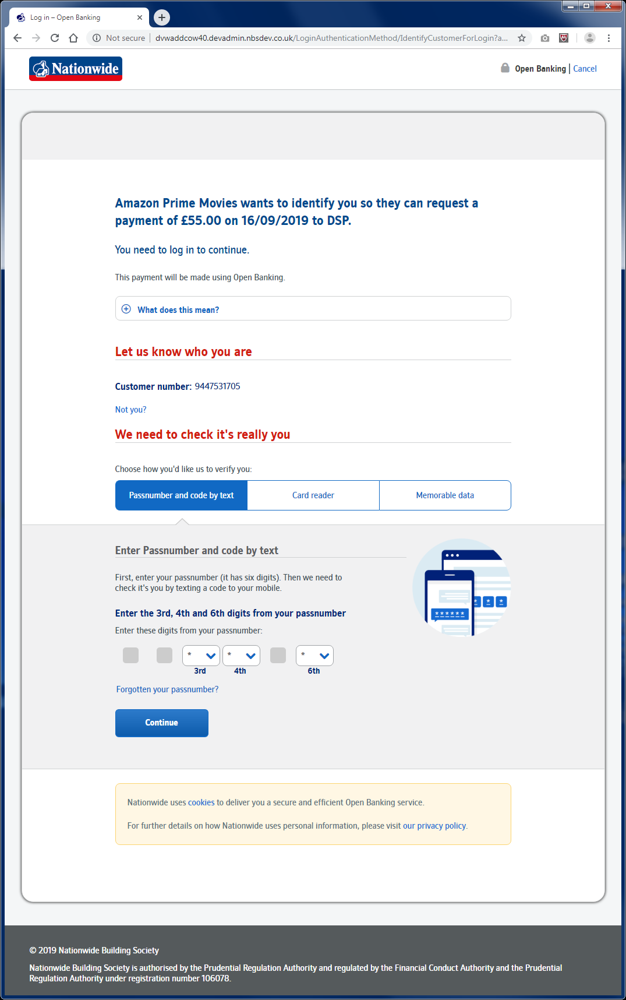 Log in – Open Banking
Not secure
dvwaddcow40.devadmin.nbsdev.co.uk/LoginAuthenticationMethod/IdentifyCustomerForLogin?a...
Nationwide
Open Banking | Cancel
Amazon Prime Movies wants to identify you so they can request a
payment of £55.00 on 16/09/2019 to DSP.
You need to log in to continue.
This payment will be made using Open Banking.
What does this mean?
Let us know who you are
Customer number: 9447531705
Not you?
We need to check it's really you
Choose how you'd like us to verify you:
Passnumber and code by text
Card reader
Memorable data
Enter Passnumber and code by text
First, enter your passnumber (it has six digits). Then we need to
check it's you by texting a code to your mobile.
Enter the 3rd, 4th and 6th digits from your passnumber
Enter these digits from your passnumber:
* * *
3rd 4th 6th
Forgotten your passnumber?
Continue
Nationwide uses cookies to deliver you a secure and efficient Open Banking service.
For further details on how Nationwide uses personal information, please visit our privacy policy.
© 2019 Nationwide Building Society
Nationwide Building Society is authorised by the Prudential Regulation Authority and regulated by the Financial Conduct Authority and the Prudential
Regulation Authority under registration number 106078.